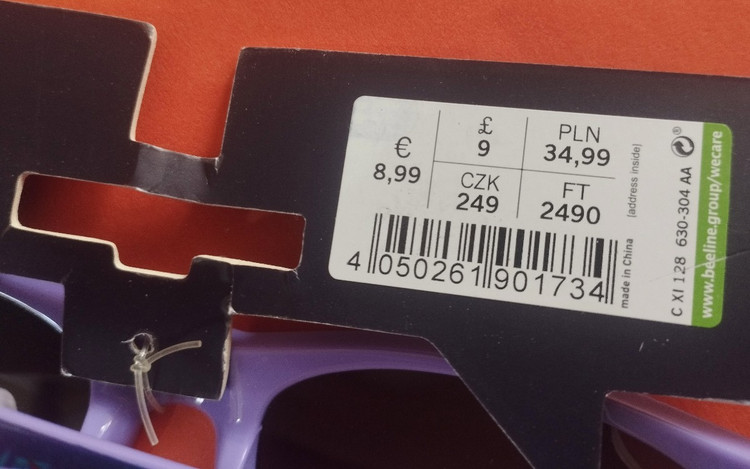 €
8,99
£
9
PLN
34,99
CZK
249
FT
2490
4 050261 901734
made in China
[address inside]
C XI 128 630-304 AA
®
www.beeline.group/wecare